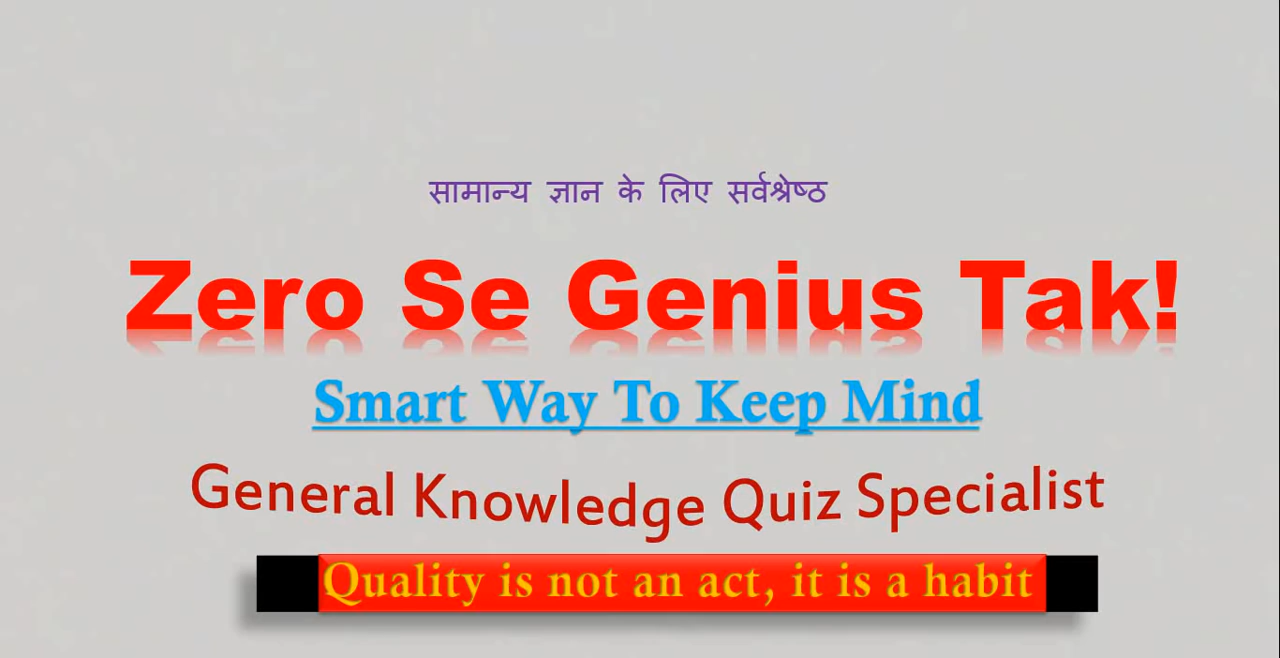 सामान्य ज्ञान के लिए सर्वश्रेष्ठ
Zero Se Genius Tak!
Smart Way To Keep Mind
General Knowledge Quiz Specialist
Quality is not an act, it is a habit